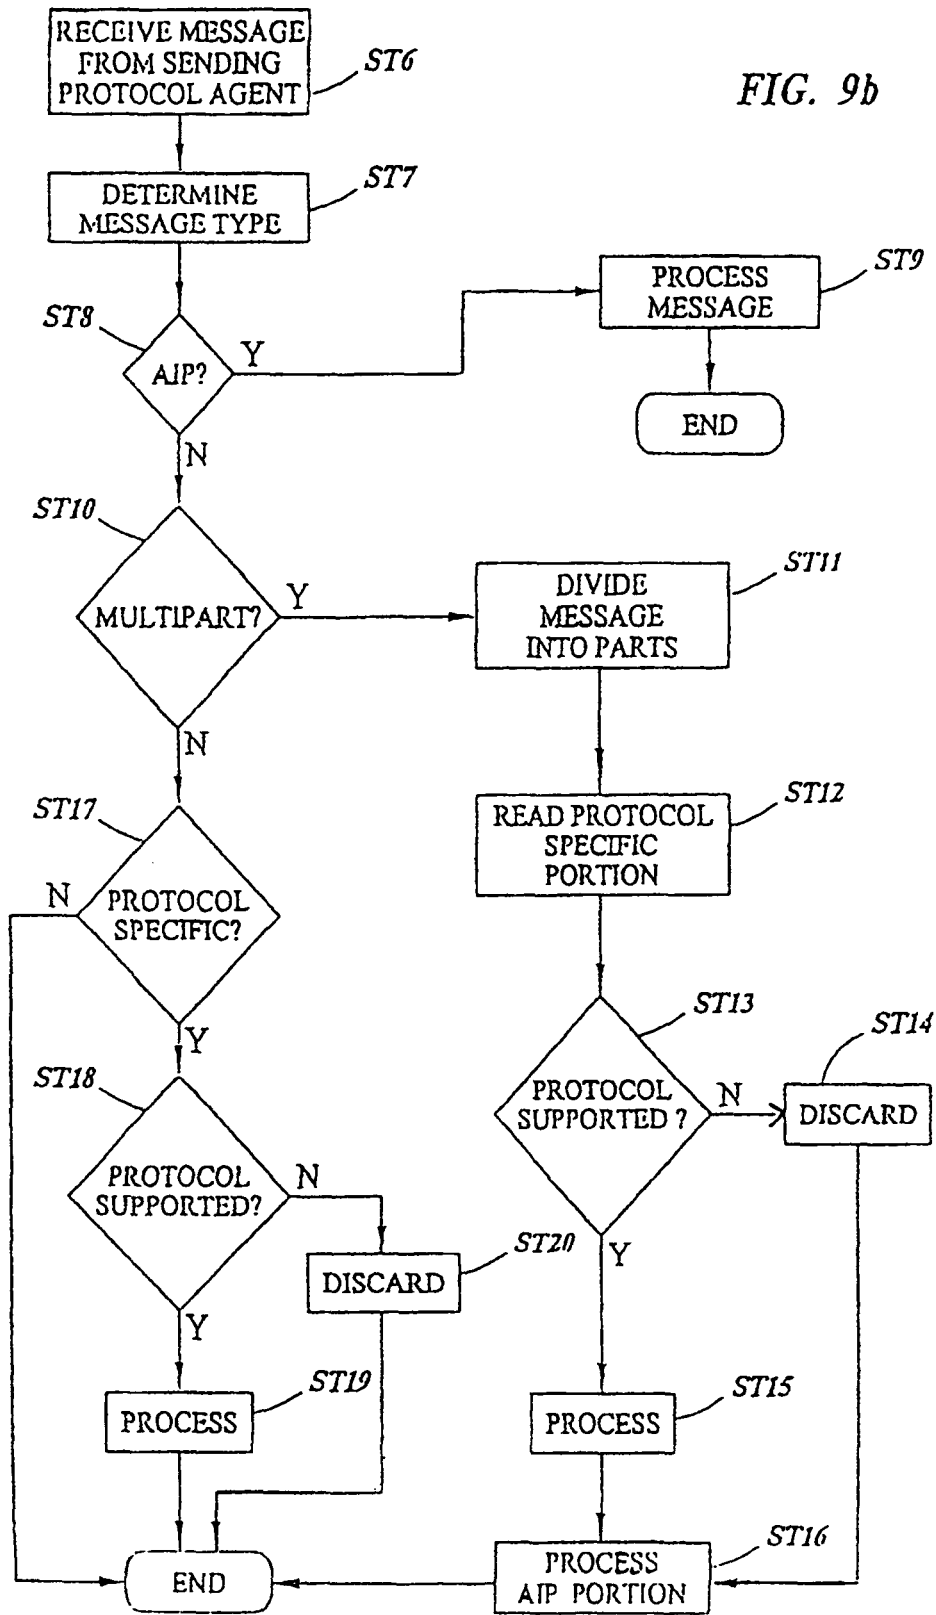 RECEIVE MESSAGE
FROM SENDING
PROTOCOL AGENT
ST6
FIG. 9b
DETERMINE
MESSAGE TYPE
ST7
ST8
AIP?
Y
N
PROCESS
MESSAGE
ST9
END
ST10
MULTIPART?
Y
N
DIVIDE
MESSAGE
INTO PARTS
ST11
READ PROTOCOL
SPECIFIC
PORTION
ST12
ST17
N
PROTOCOL
SPECIFIC?
Y
ST13
PROTOCOL
SUPPORTED ?
N
Y
ST14
DISCARD
ST18
PROTOCOL
SUPPORTED?
N
Y
ST20
DISCARD
ST19
PROCESS
ST15
PROCESS
ST16
PROCESS
AIP PORTION
END